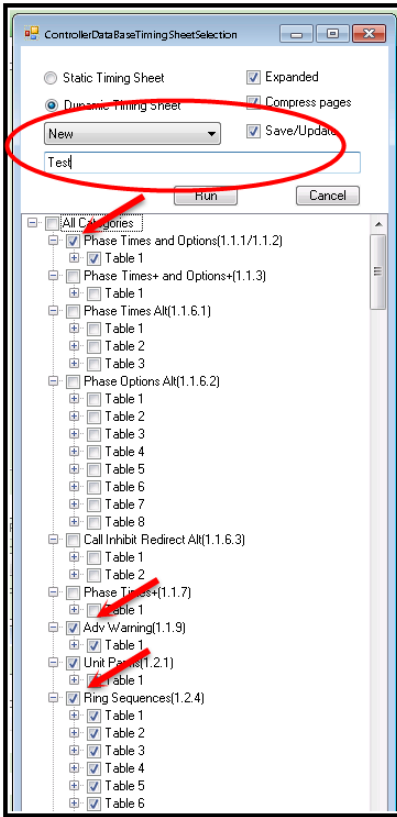 ControllerDataBaseTimingSheetSelection
Static Timing Sheet
Expanded
Dynamic Timing Sheet
Compress pages
New
Save/Update
Test
Run
Cancel
All Categories
Phase Times and Options(1.1.1/1.1.2)
Table 1
Phase Times+ and Options+(1.1.3)
Table 1
Phase Times Alt(1.1.6.1)
Table 1
Table 2
Table 3
Phase Options Alt(1.1.6.2)
Table 1
Table 2
Table 3
Table 4
Table 5
Table 6
Table 7
Table 8
Call Inhibit Redirect Alt(1.1.6.3)
Table 1
Table 2
Phase Times+(1.1.7)
Table 1
Adv Warning(1.1.9)
Table 1
Unit Parms(1.2.1)
Table 1
Ring Sequences(1.2.4)
Table 1
Table 2
Table 3
Table 4
Table 5
Table 6